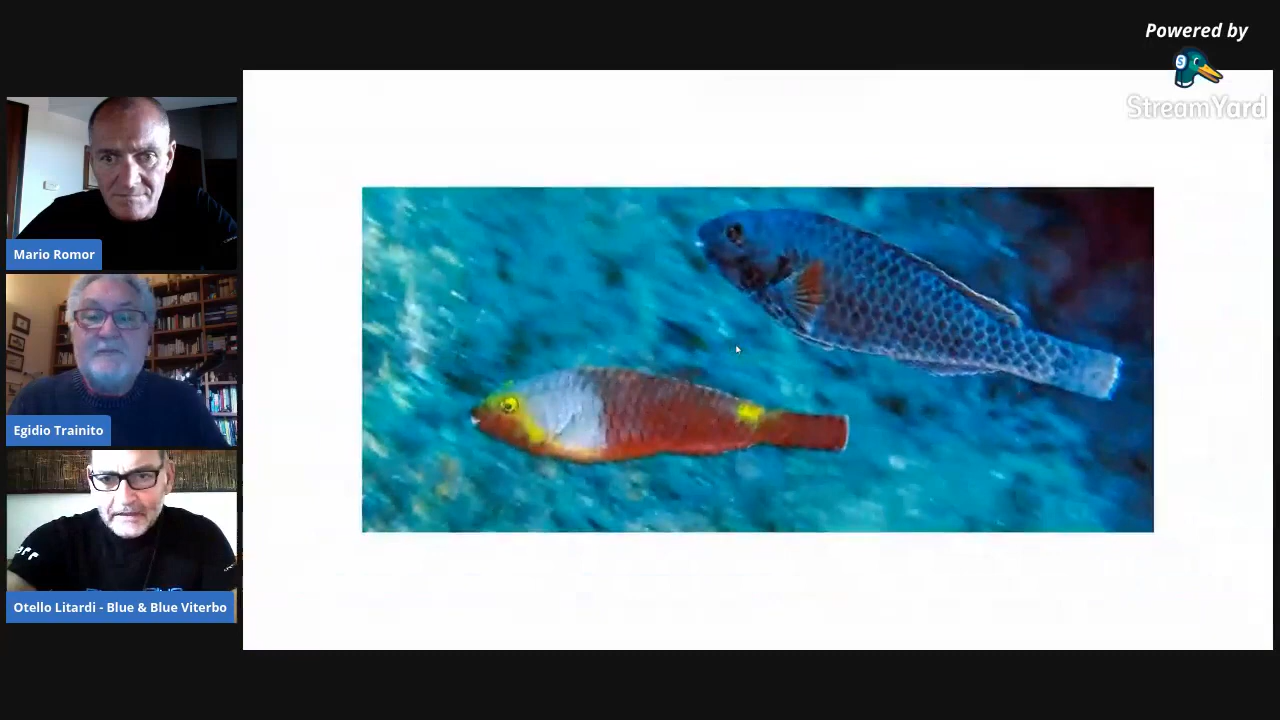 Powered by
S
StreamYard
Mario Romor
Egidio Trainito
Otello Litardi - Blue & Blue Viterbo